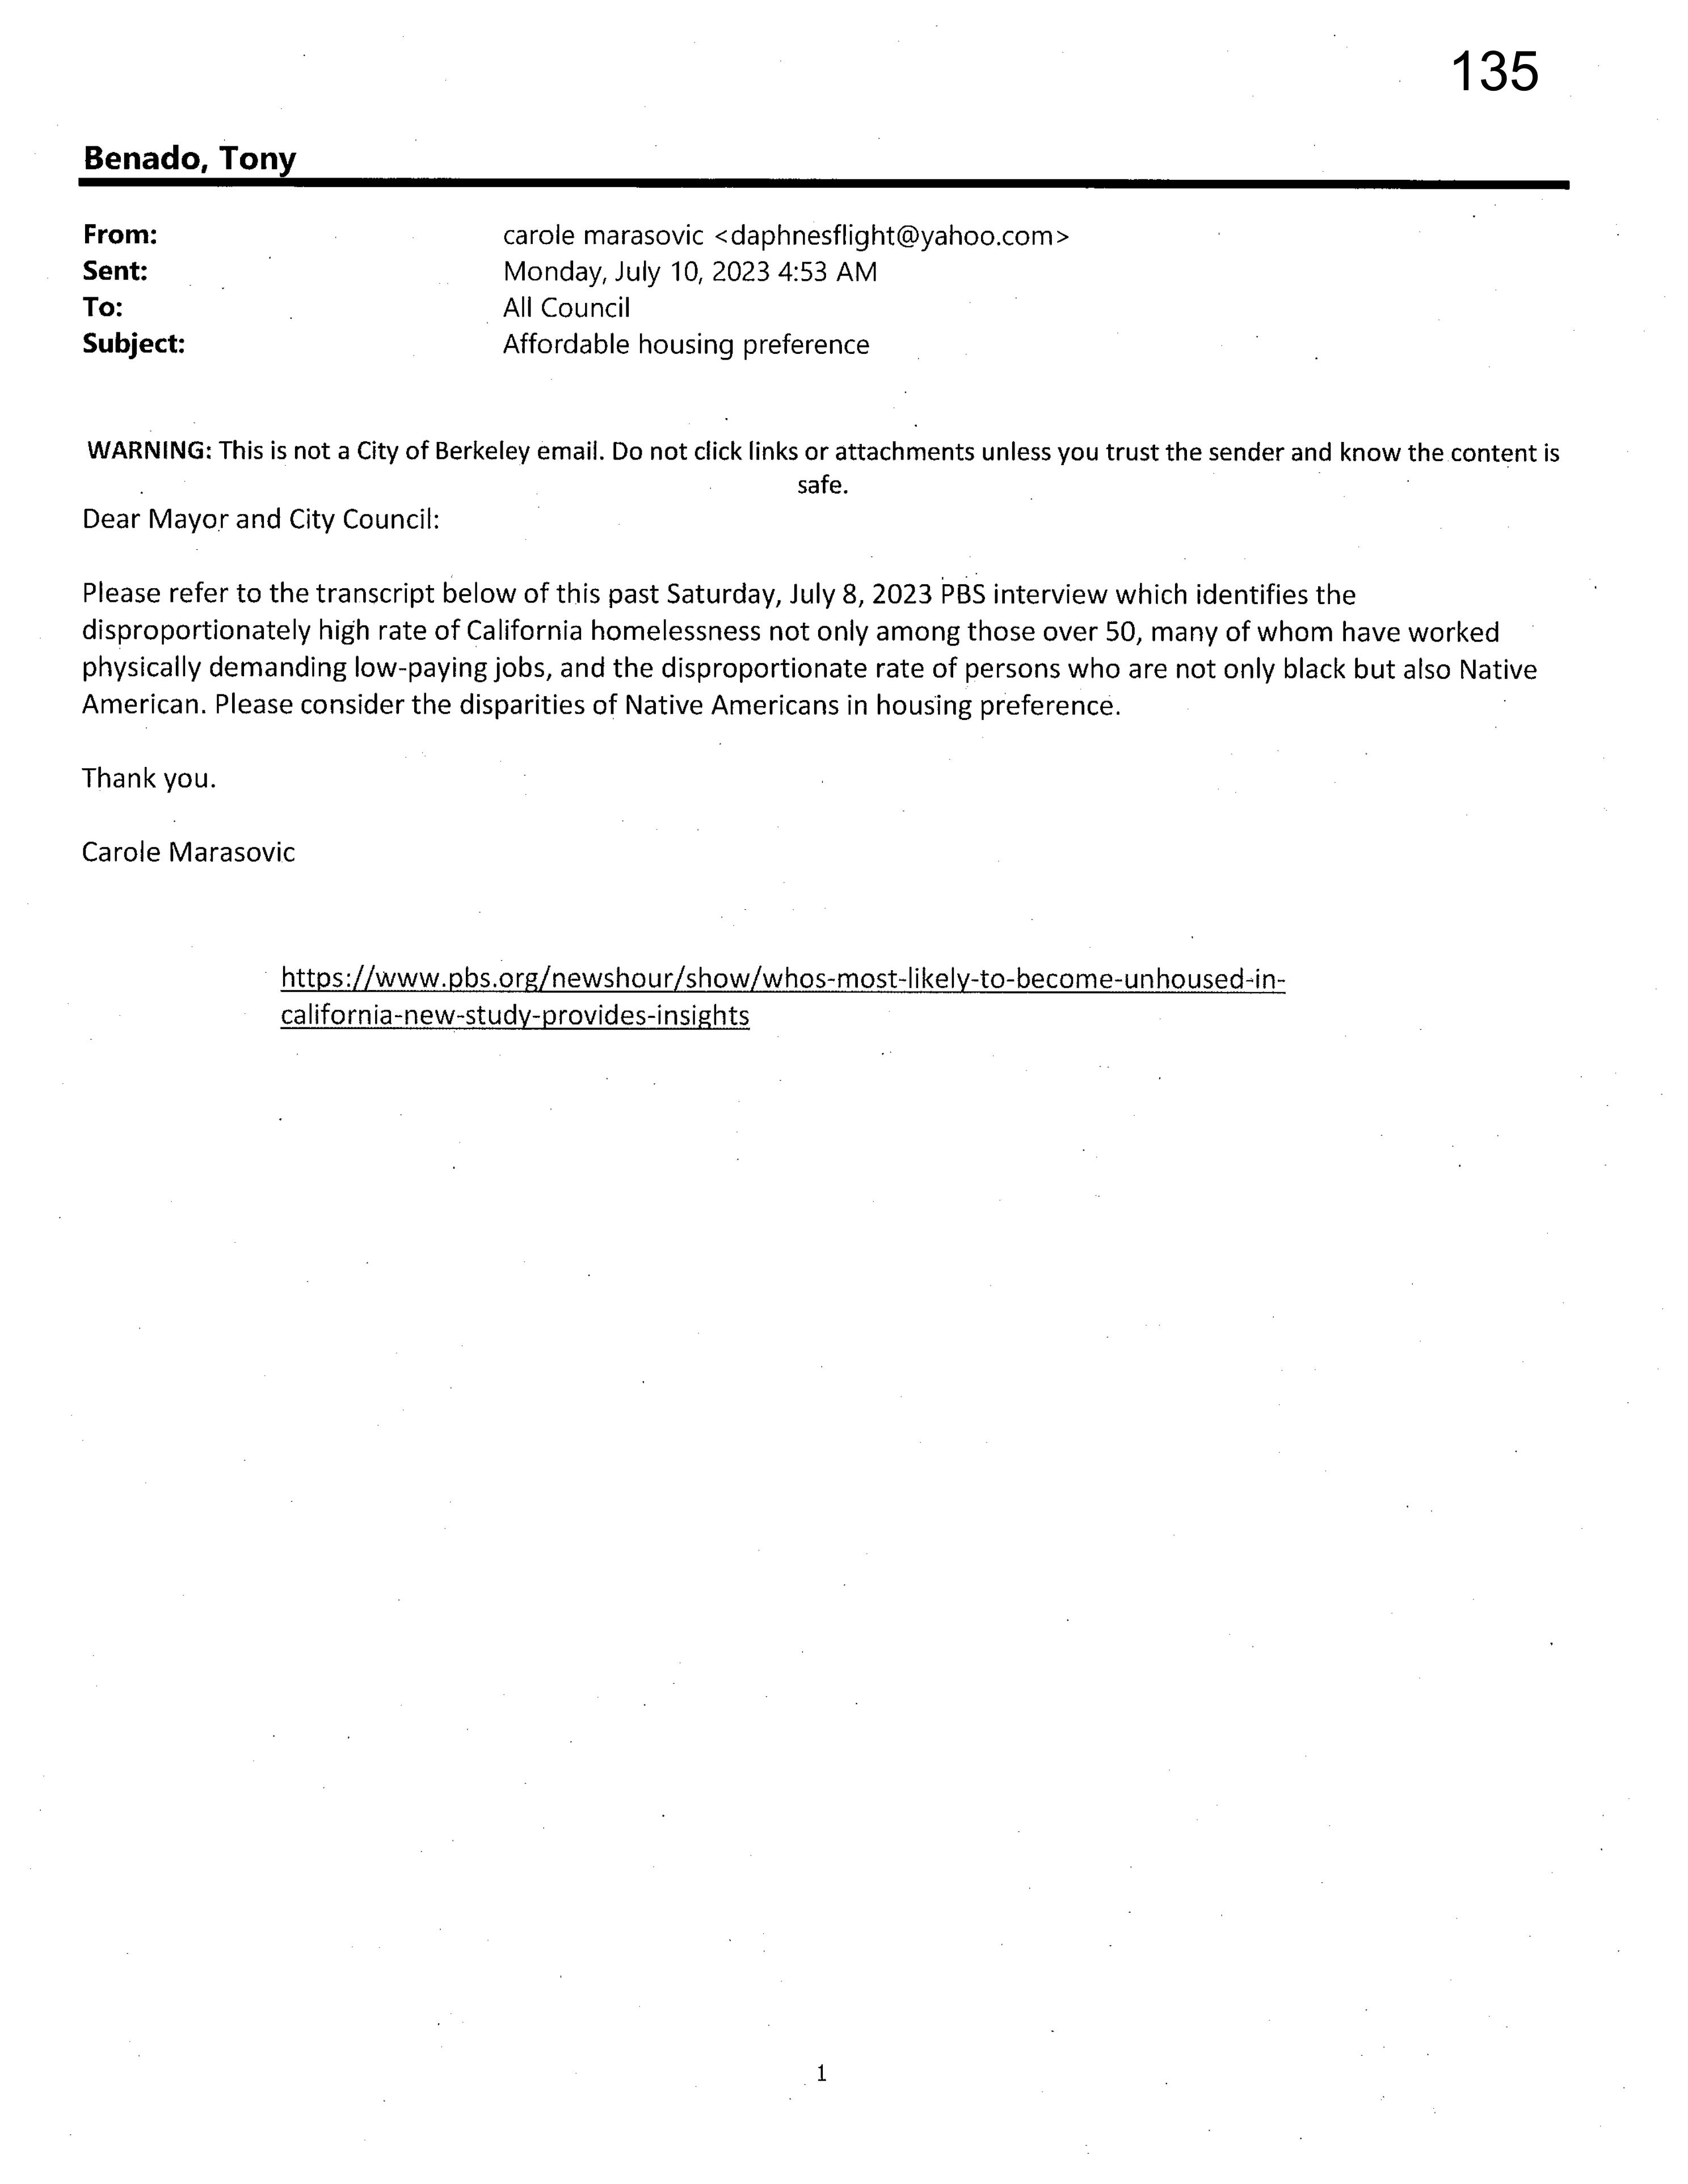 135
Benado, Tony
From: carole marasovic <daphnesflight@yahoo.com>
Sent: Monday, July 10, 2023 4:53 AM
To: All Council
Subject: Affordable housing preference
WARNING: This is not a City of Berkeley email. Do not click links or attachments unless you trust the sender and know the content is
safe.
Dear Mayor and City Council:
Please refer to the transcript below of this past Saturday, July 8, 2023 PBS interview which identifies the
disproportionately high rate of California homelessness not only among those over 50, many of whom have worked
physically demanding low-paying jobs, and the disproportionate rate of persons who are not only black but also Native
American. Please consider the disparities of Native Americans in housing preference.
Thank you.
Carole Marasovic
https://www.pbs.org/newshour/show/whos-most-likely-to-become-unhoused-in-
california-new-study-provides-insights
1